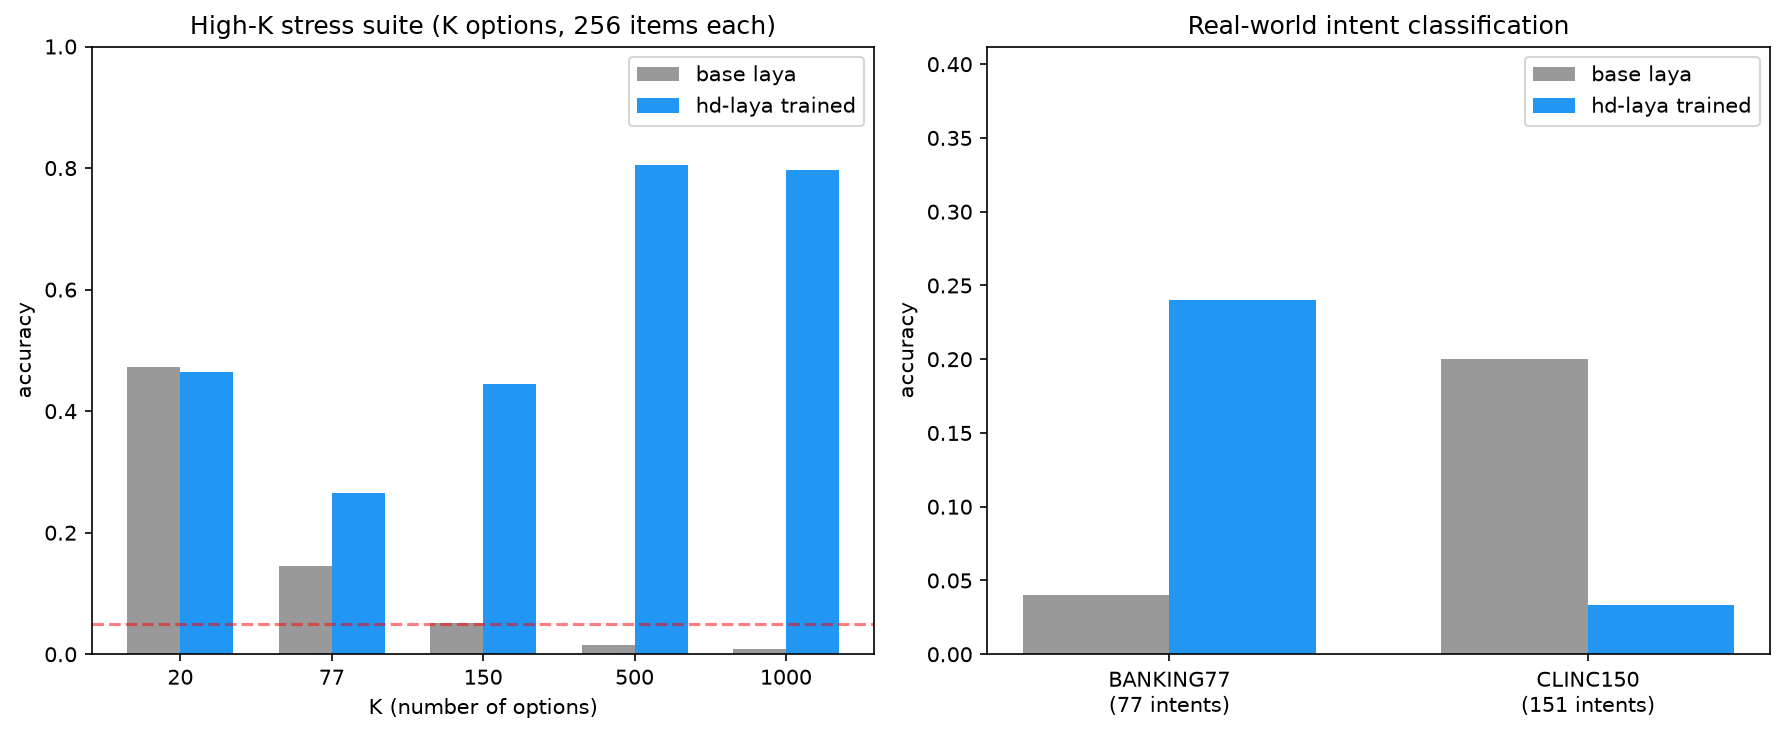 High-K stress suite (K options, 256 items each)
base laya
hd-laya trained
accuracy
1.0
0.8
0.6
0.4
0.2
0.0
20 77 150 500 1000
K (number of options)
Real-world intent classification
base laya
hd-laya trained
accuracy
0.40
0.35
0.30
0.25
0.20
0.15
0.10
0.05
0.00
BANKING77
(77 intents)
CLINC150
(151 intents)